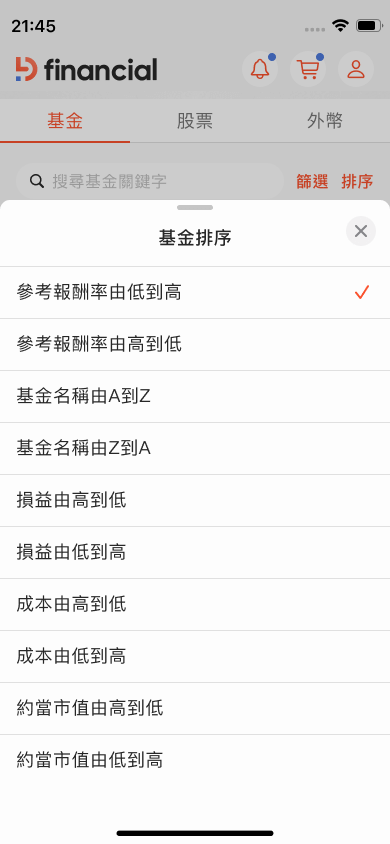 21:45
financial
基金 股票 外幣
搜尋基金關鍵字 篩選 排序
基金排序
參考報酬率由低到高
參考報酬率由高到低
基金名稱由A到Z
基金名稱由Z到A
損益由高到低
損益由低到高
成本由高到低
成本由低到高
約當市值由高到低
約當市值由低到高